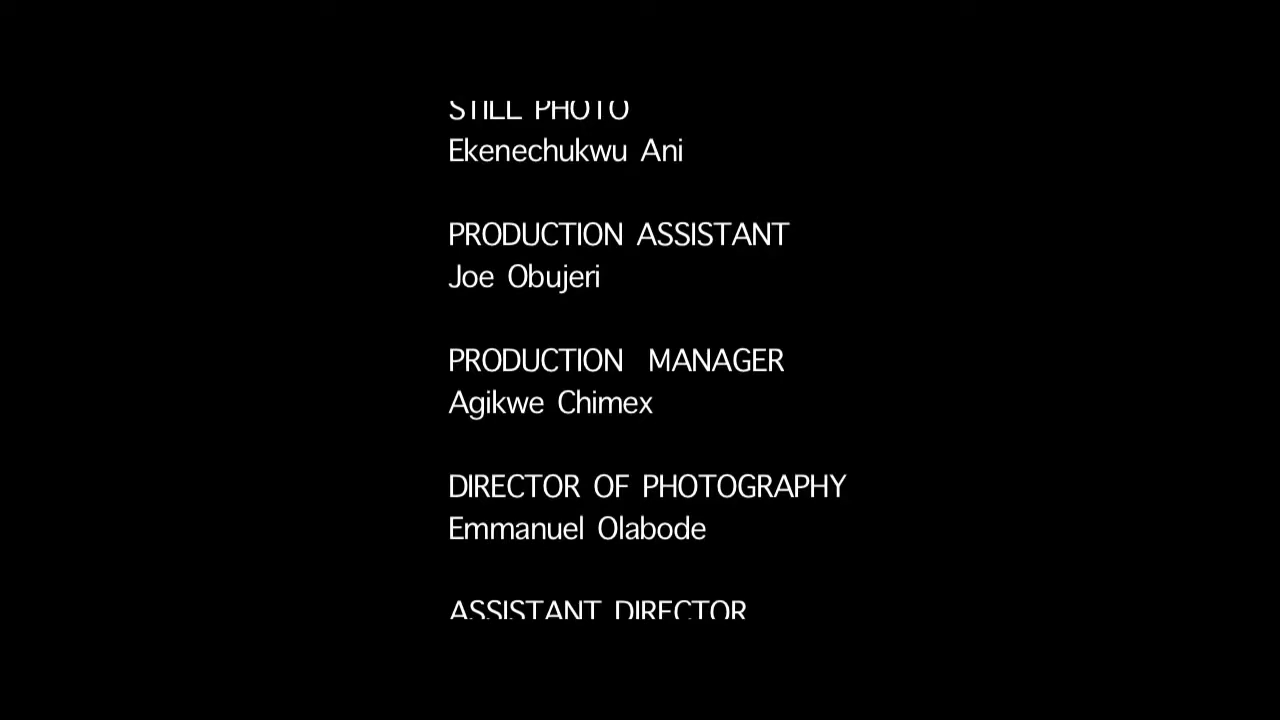 STILL PHOTO
Ekenechukwu Ani
PRODUCTION ASSISTANT
Joe Obujeri
PRODUCTION MANAGER
Agikwe Chimex
DIRECTOR OF PHOTOGRAPHY
Emmanuel Olabode
ASSISTANT DIRECTOR